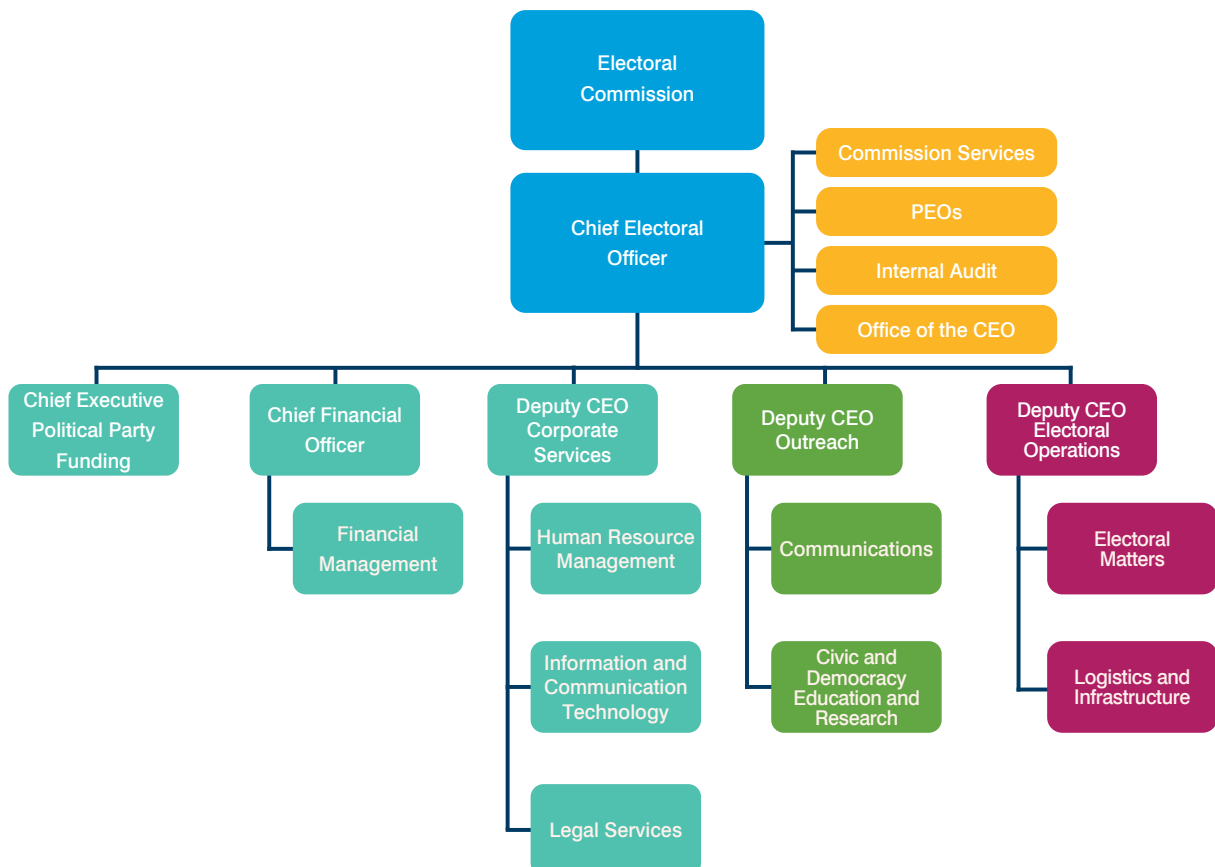 Electoral
Commission
Chief Electoral
Officer
Commission Services
PEOs
Internal Audit
Office of the CEO
Chief Executive
Political Party
Funding
Chief Financial
Officer
Deputy CEO
Corporate
Services
Deputy CEO
Outreach
Deputy CEO
Electoral
Operations
Financial
Management
Human Resource
Management
Communications
Electoral
Matters
Information and
Communication
Technology
Civic and
Democracy
Education and
Research
Logistics and
Infrastructure
Legal Services